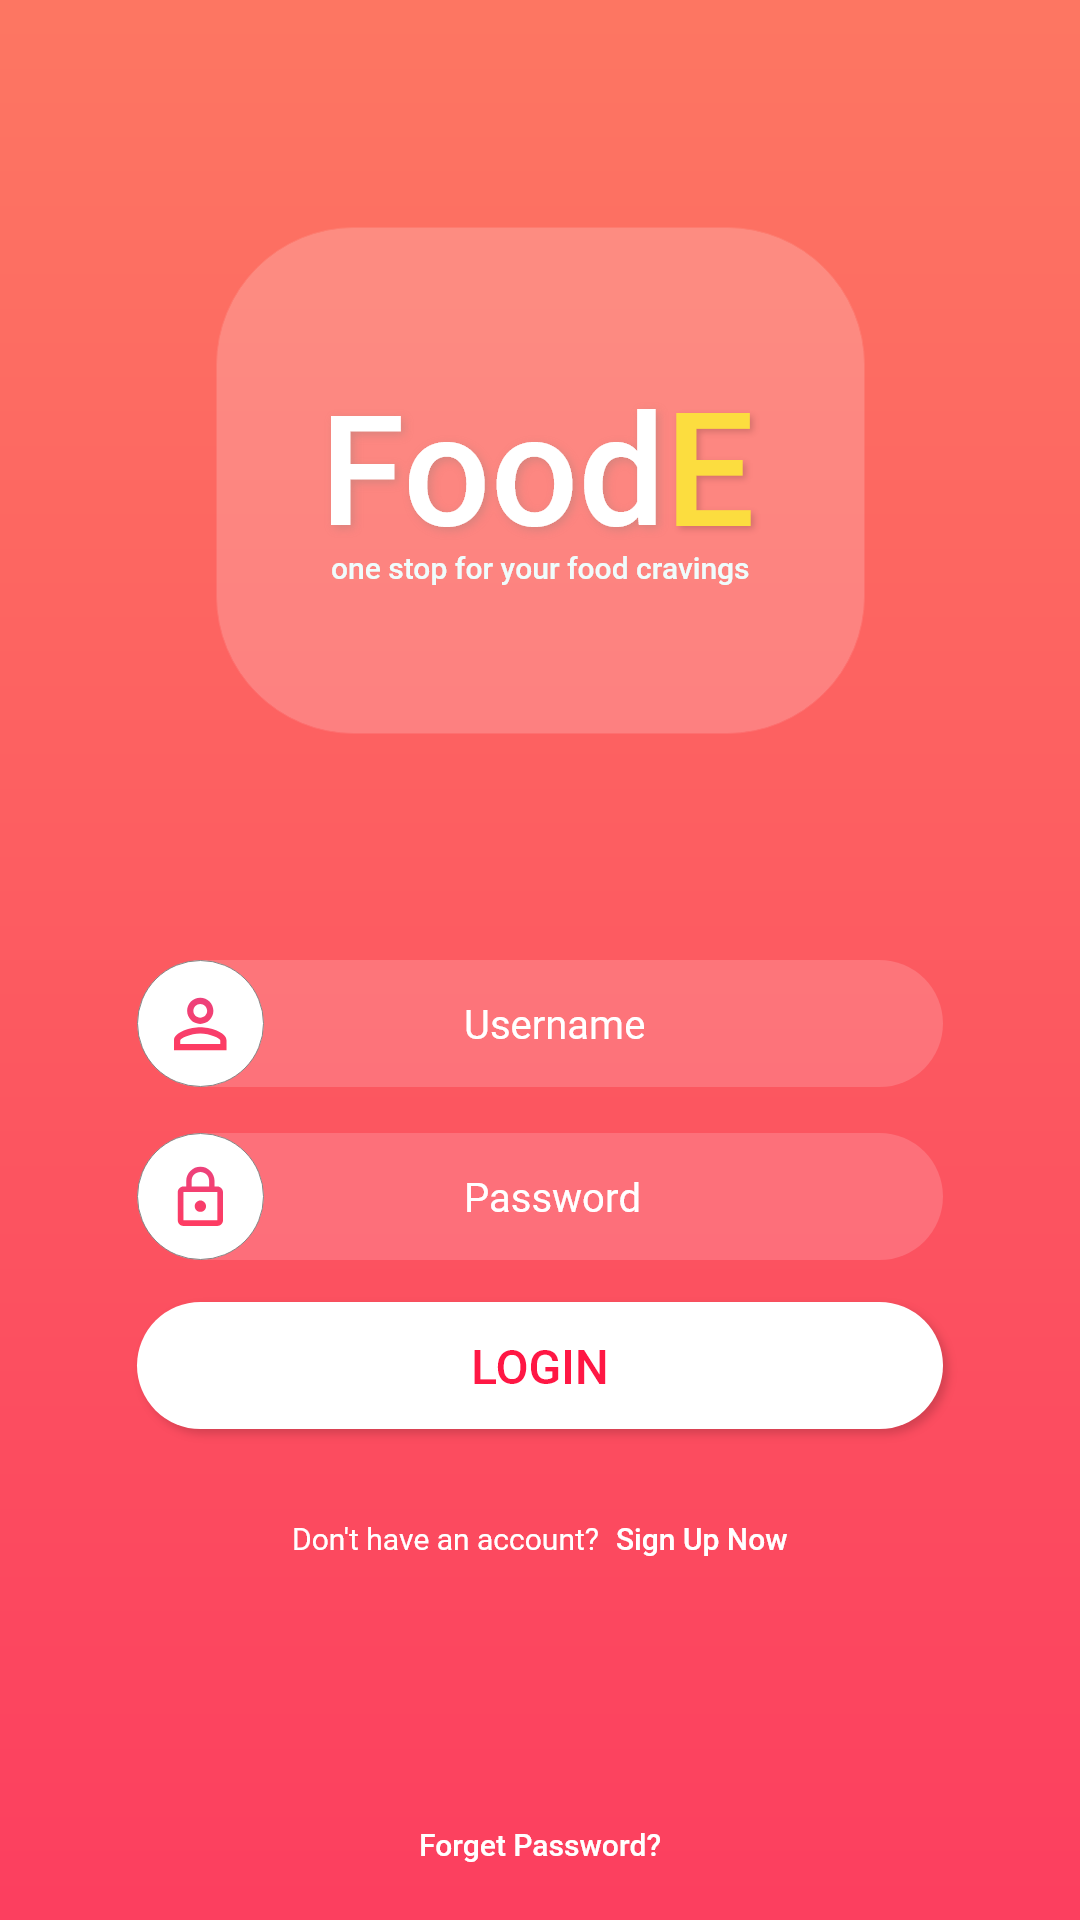 FoodE
one stop for your food cravings
Username
Password
LOGIN
Don't have an account? Sign Up Now
Forget Password?